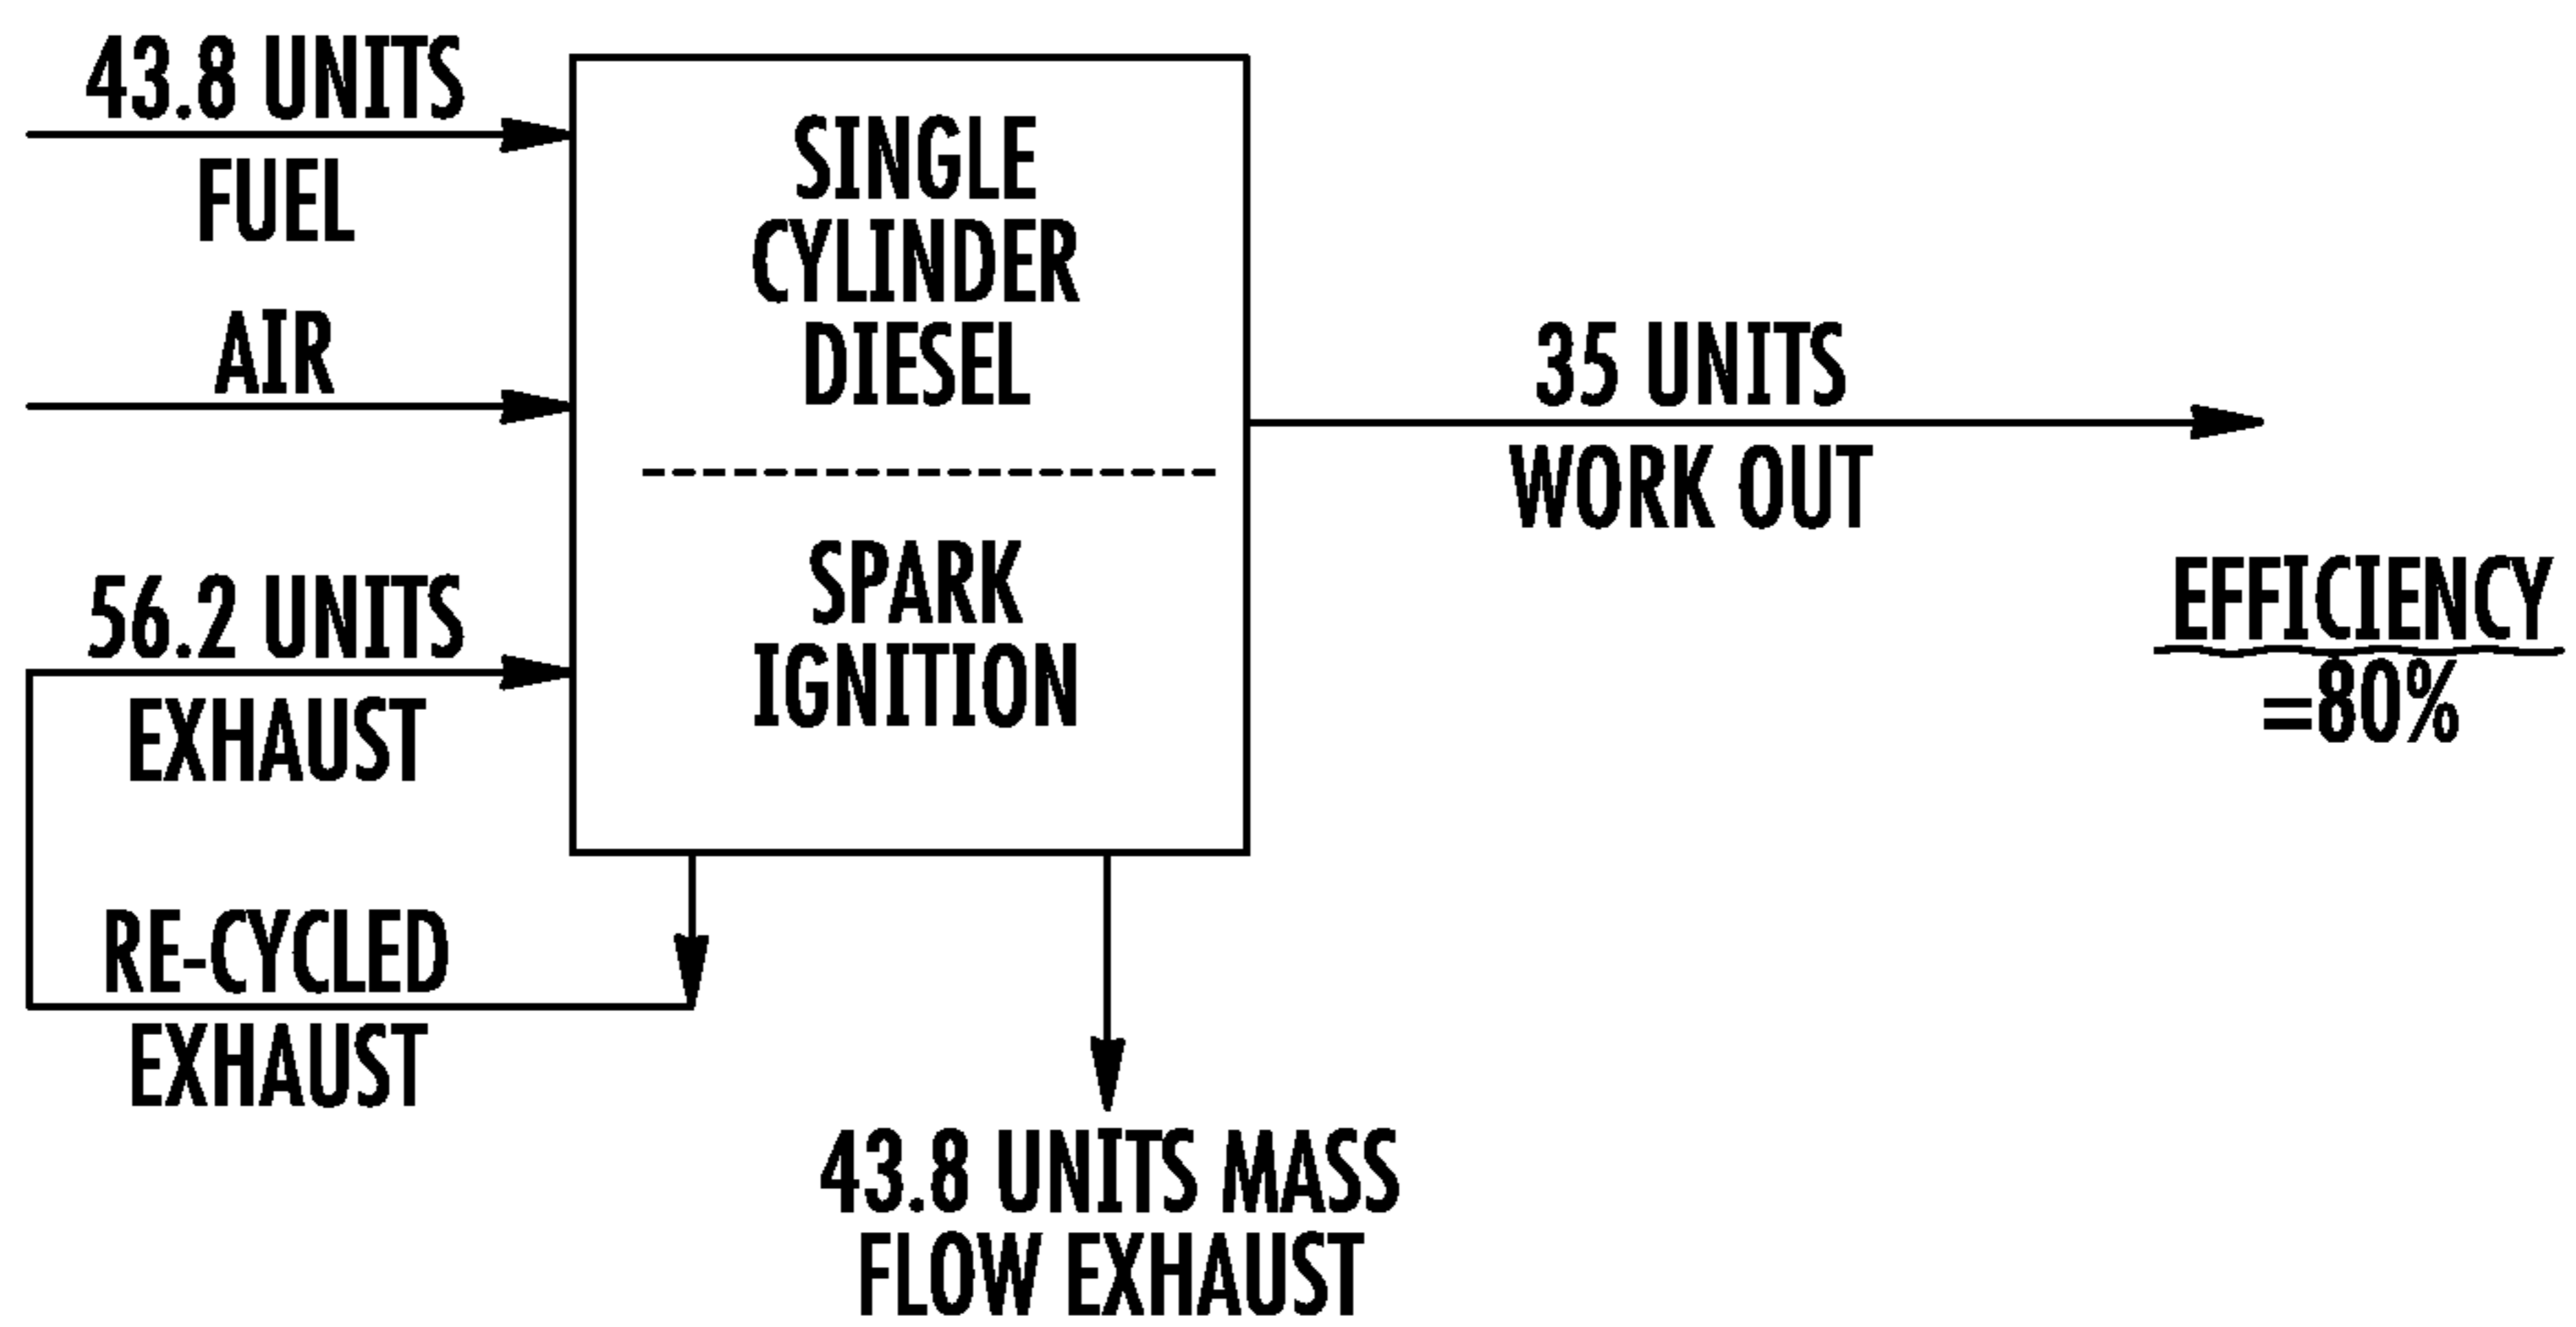 43.8 UNITS
FUEL
AIR
56.2 UNITS
EXHAUST
RE-CYCLED
EXHAUST
SINGLE
CYLINDER
DIESEL
SPARK
IGNITION
35 UNITS
WORK OUT
EFFICIENCY
=80%
43.8 UNITS MASS
FLOW EXHAUST